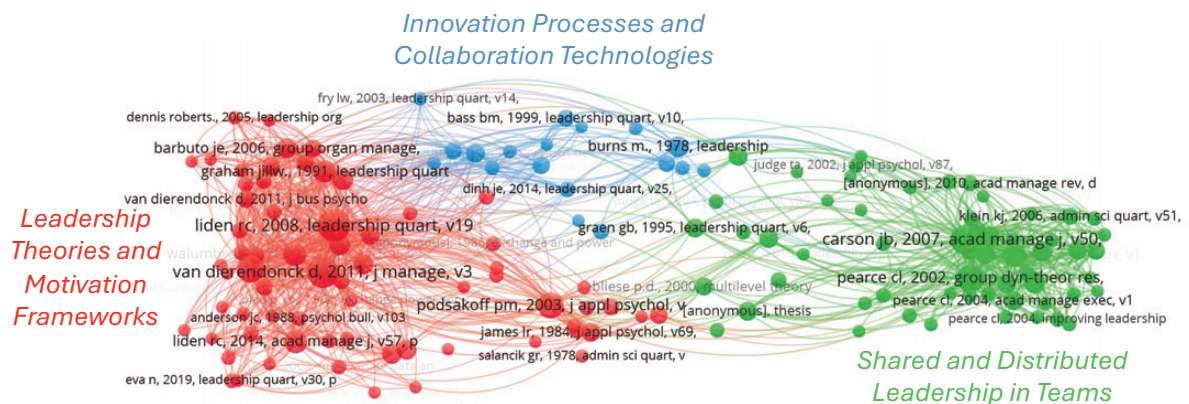 Innovation Processes and
Collaboration Technologies
fry lw, 2003, leadership quart, v14,
dennis roberts., 2005, leadership org
bass bm, 1999, leadership quart, v10,
barbuto je, 2006, group organ manage,
burns m., 1978, leadership
graham jillw., 1991, leadership quart
judge ta, 2002, j appl psychol, v87,
dinh je, 2014, leadership quart, v25,
[anonymous], 2010, acad manage rev, d
van dierendonck d, 2011, j bus psycho
Leadership
Theories and
Motivation
Frameworks
liden rc, 2008, leadership quart, v19
graen gb, 1995, leadership quart, v6,
klein kj, 2006, admin sci quart, v51,
carson jb, 2007, acad manage j, v50,
van dierendonck d, 2011, j manage, v3
bliese p.d., 2000, multilevel theory
pearce cl, 2002, group dyn-theor res,
podsakoff pm, 2003, j appl psychol, v
[anonymous], thesis
pearce cl, 2004, acad manage exec, v1
anderson jc, 1988, psychol bull, v103
pearce cl, 2004, improving leadership
james lr, 1984, j appl psychol, v69,
liden rc, 2014, acad manage j, v57, p
salancik gr, 1978, admin sci quart, v
eva n, 2019, leadership quart, v30, p
Shared and Distributed
Leadership in Teams